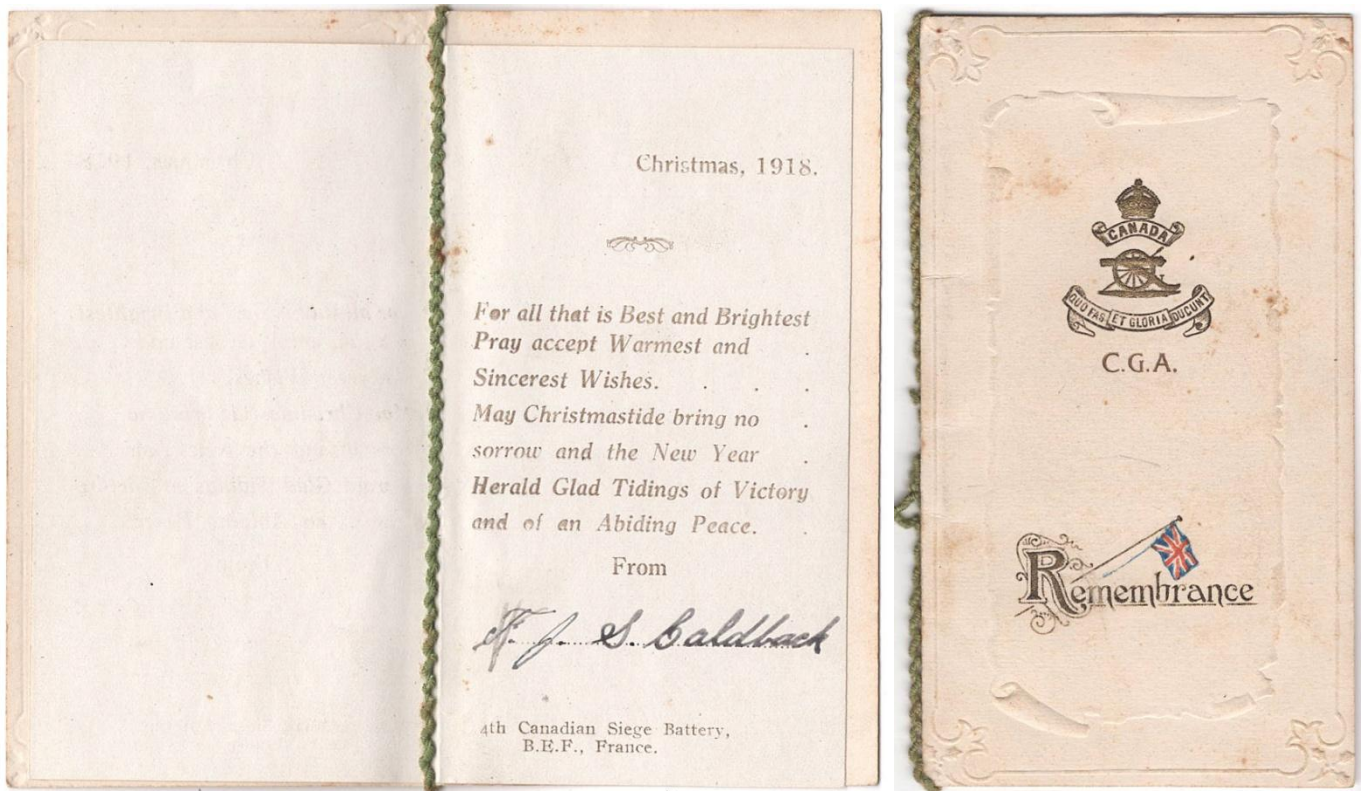 Christmas, 1918.
For all that is Best and Brightest
Pray accept Warmest and .
Sincerest Wishes. . . .
May Christmastide bring no .
sorrow and the New Year .
Herald Glad Tidings of Victory
and of an Abiding Peace. .
From
J. S. Caldback
4th Canadian Siege Battery,
B.E.F., France.
CANADA
QUO FAS ET GLORIA DUCUNT
C.G.A.
Remembrance